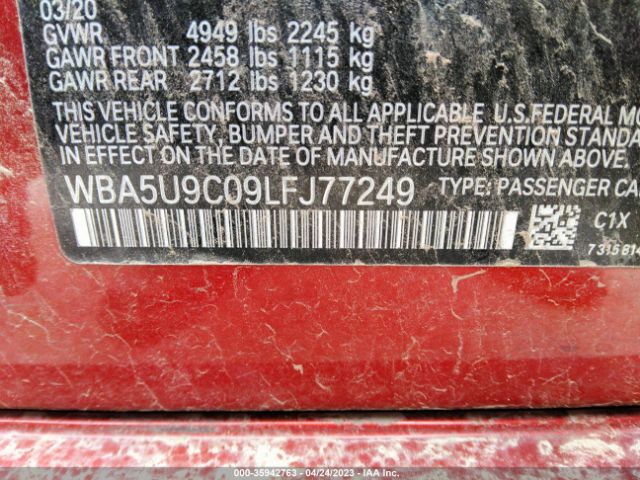 03/20
GVWR 4949 lbs 2245 kg
GAWR FRONT 2458 lbs 1115 kg
GAWR REAR 2712 lbs 1230 kg
THIS VEHICLE CONFORMS TO ALL APPLICABLE U.S.FEDERAL MO
VEHICLE SAFETY, BUMPER AND THEFT PREVENTION STANDA
EFFECT ON THE DATE OF MANUFACTURE SHOWN ABOVE.
WBA5U9C09LFJ77249 TYPE: PASSENGER CA
C1X
7315814
000-35942763 - 04/24/2023 - IAA Inc.